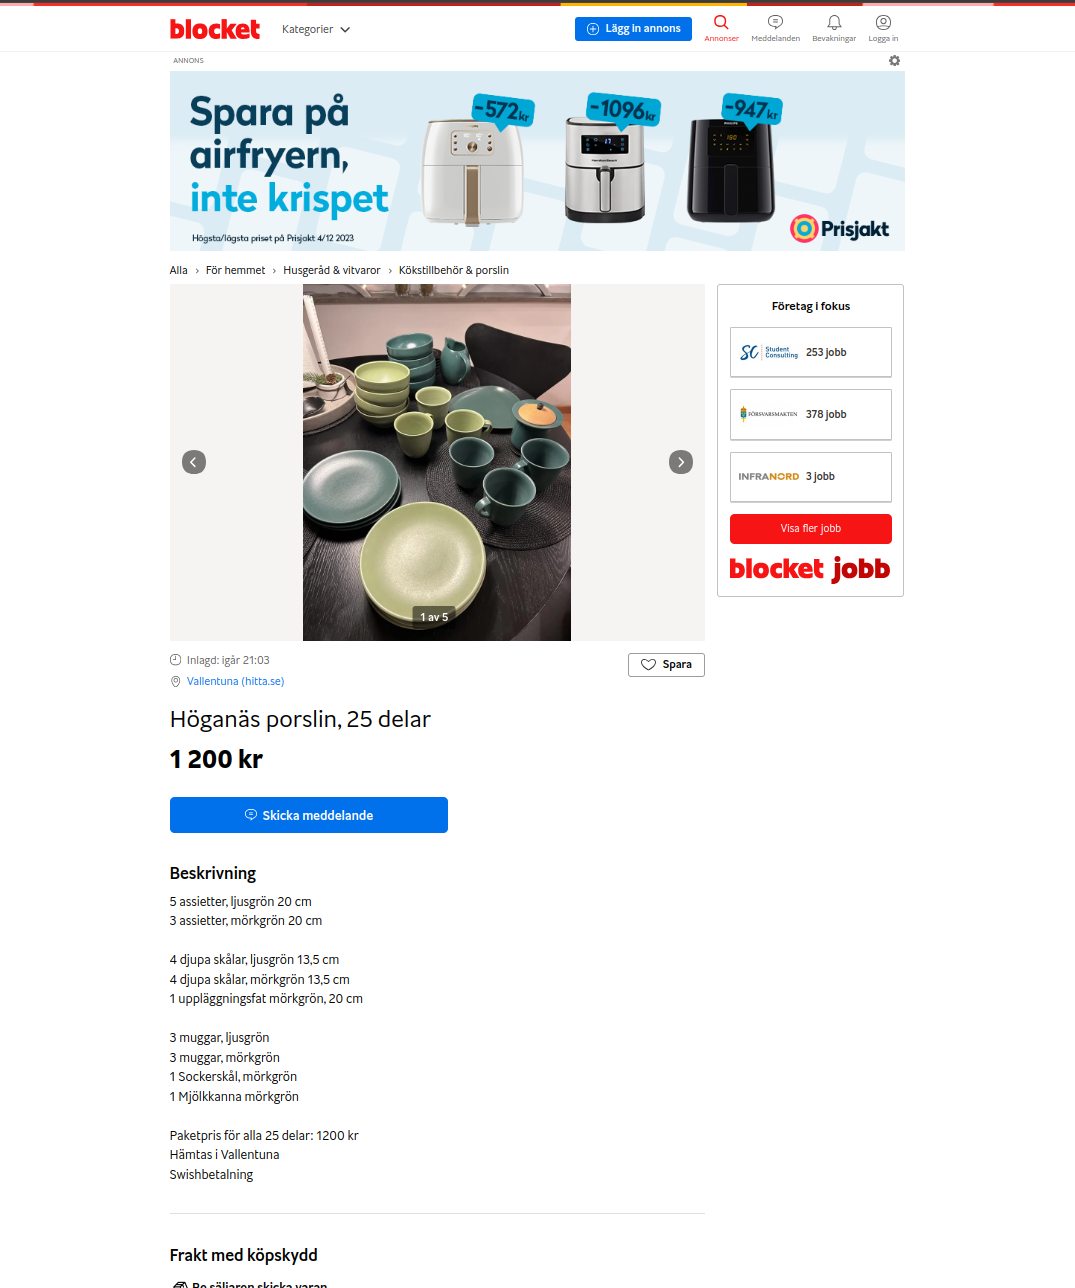 blocket
Kategorier
Lägg in annons
Annonser
Meddelanden
Bevakningar
Logga in
ANNONS
Spara på
airfryern,
inte krispet
-572kr
-1096kr
-947kr
Högsta/lägsta priset på Prisjakt 4/12 2023
Prisjakt
Alla › För hemmet › Husgeråd & vitvaror › Kökstillbehör & porslin
1 av 5
Företag i fokus
SC Student Consulting 253 jobb
FÖRSVARSMAKTEN 378 jobb
INFRANORD 3 jobb
Visa fler jobb
blocket jobb
Inlagd: igår 21:03
Vallentuna (hitta.se)
Spara
Höganäs porslin, 25 delar
1 200 kr
Skicka meddelande
Beskrivning
5 assietter, ljusgrön 20 cm
3 assietter, mörkgrön 20 cm
4 djupa skålar, ljusgrön 13,5 cm
4 djupa skålar, mörkgrön 13,5 cm
1 uppläggningsfat mörkgrön, 20 cm
3 muggar, ljusgrön
3 muggar, mörkgrön
1 Sockerskål, mörkgrön
1 Mjölkkanna mörkgrön
Paketpris för alla 25 delar: 1200 kr
Hämtas i Vallentuna
Swishbetalning
Frakt med köpskydd
Be säljaren skicka varan